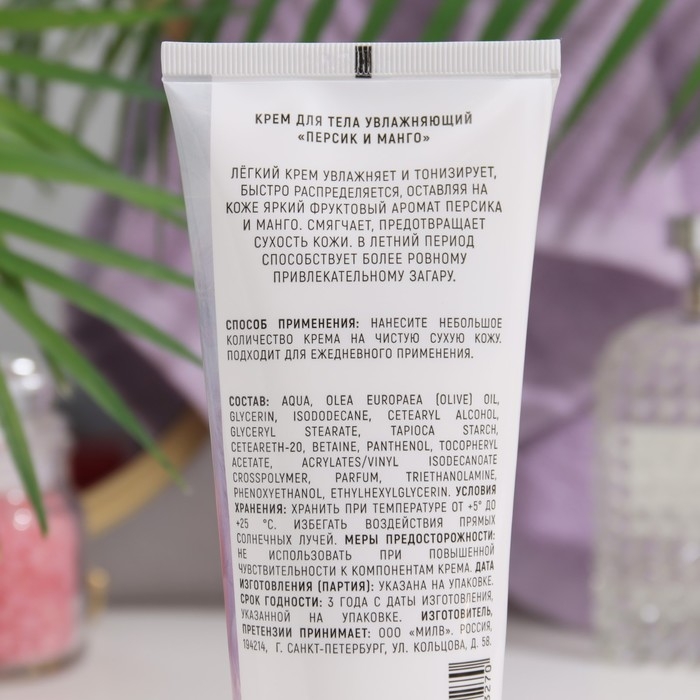 КРЕМ ДЛЯ ТЕЛА УВЛАЖНЯЮЩИЙ
«ПЕРСИК И МАНГО»
ЛЁГКИЙ КРЕМ УВЛАЖНЯЕТ И ТОНИЗИРУЕТ,
БЫСТРО РАСПРЕДЕЛЯЕТСЯ, ОСТАВЛЯЯ НА
КОЖЕ ЯРКИЙ ФРУКТОВЫЙ АРОМАТ ПЕРСИКА
И МАНГО. СМЯГЧАЕТ, ПРЕДОТВРАЩАЕТ
СУХОСТЬ КОЖИ. В ЛЕТНИЙ ПЕРИОД
СПОСОБСТВУЕТ БОЛЕЕ РОВНОМУ
ПРИВЛЕКАТЕЛЬНОМУ ЗАГАРУ.
СПОСОБ ПРИМЕНЕНИЯ: НАНЕСИТЕ НЕБОЛЬШОЕ
КОЛИЧЕСТВО КРЕМА НА ЧИСТУЮ СУХУЮ КОЖУ.
ПОДХОДИТ ДЛЯ ЕЖЕДНЕВНОГО ПРИМЕНЕНИЯ.
СОСТАВ: AQUA, OLEA EUROPAEA (OLIVE) OIL,
GLYCERIN, ISODODECANE, CETEARYL ALCOHOL,
GLYCERYL STEARATE, TAPIOCA STARCH,
CETEARETH-20, BETAINE, PANTHENOL, TOCOPHERYL
ACETATE, ACRYLATES/VINYL ISODECANOATE
CROSSPOLYMER, PARFUM, TRIETHANOLAMINE,
PHENOXYETHANOL, ETHYLHEXYLGLYCERIN. УСЛОВИЯ
ХРАНЕНИЯ: ХРАНИТЬ ПРИ ТЕМПЕРАТУРЕ ОТ +5° ДО
+25 °C. ИЗБЕГАТЬ ВОЗДЕЙСТВИЯ ПРЯМЫХ
СОЛНЕЧНЫХ ЛУЧЕЙ. МЕРЫ ПРЕДОСТОРОЖНОСТИ:
НЕ ИСПОЛЬЗОВАТЬ ПРИ ПОВЫШЕННОЙ
ЧУВСТВИТЕЛЬНОСТИ К КОМПОНЕНТАМ КРЕМА. ДАТА
ИЗГОТОВЛЕНИЯ (ПАРТИЯ): УКАЗАНА НА УПАКОВКЕ.
СРОК ГОДНОСТИ: 3 ГОДА С ДАТЫ ИЗГОТОВЛЕНИЯ,
УКАЗАННОЙ НА УПАКОВКЕ. ИЗГОТОВИТЕЛЬ,
ПРЕТЕНЗИИ ПРИНИМАЕТ: ООО «МИЛВ». РОССИЯ,
194214, Г. САНКТ-ПЕТЕРБУРГ, УЛ. КОЛЬЦОВА, Д. 58.